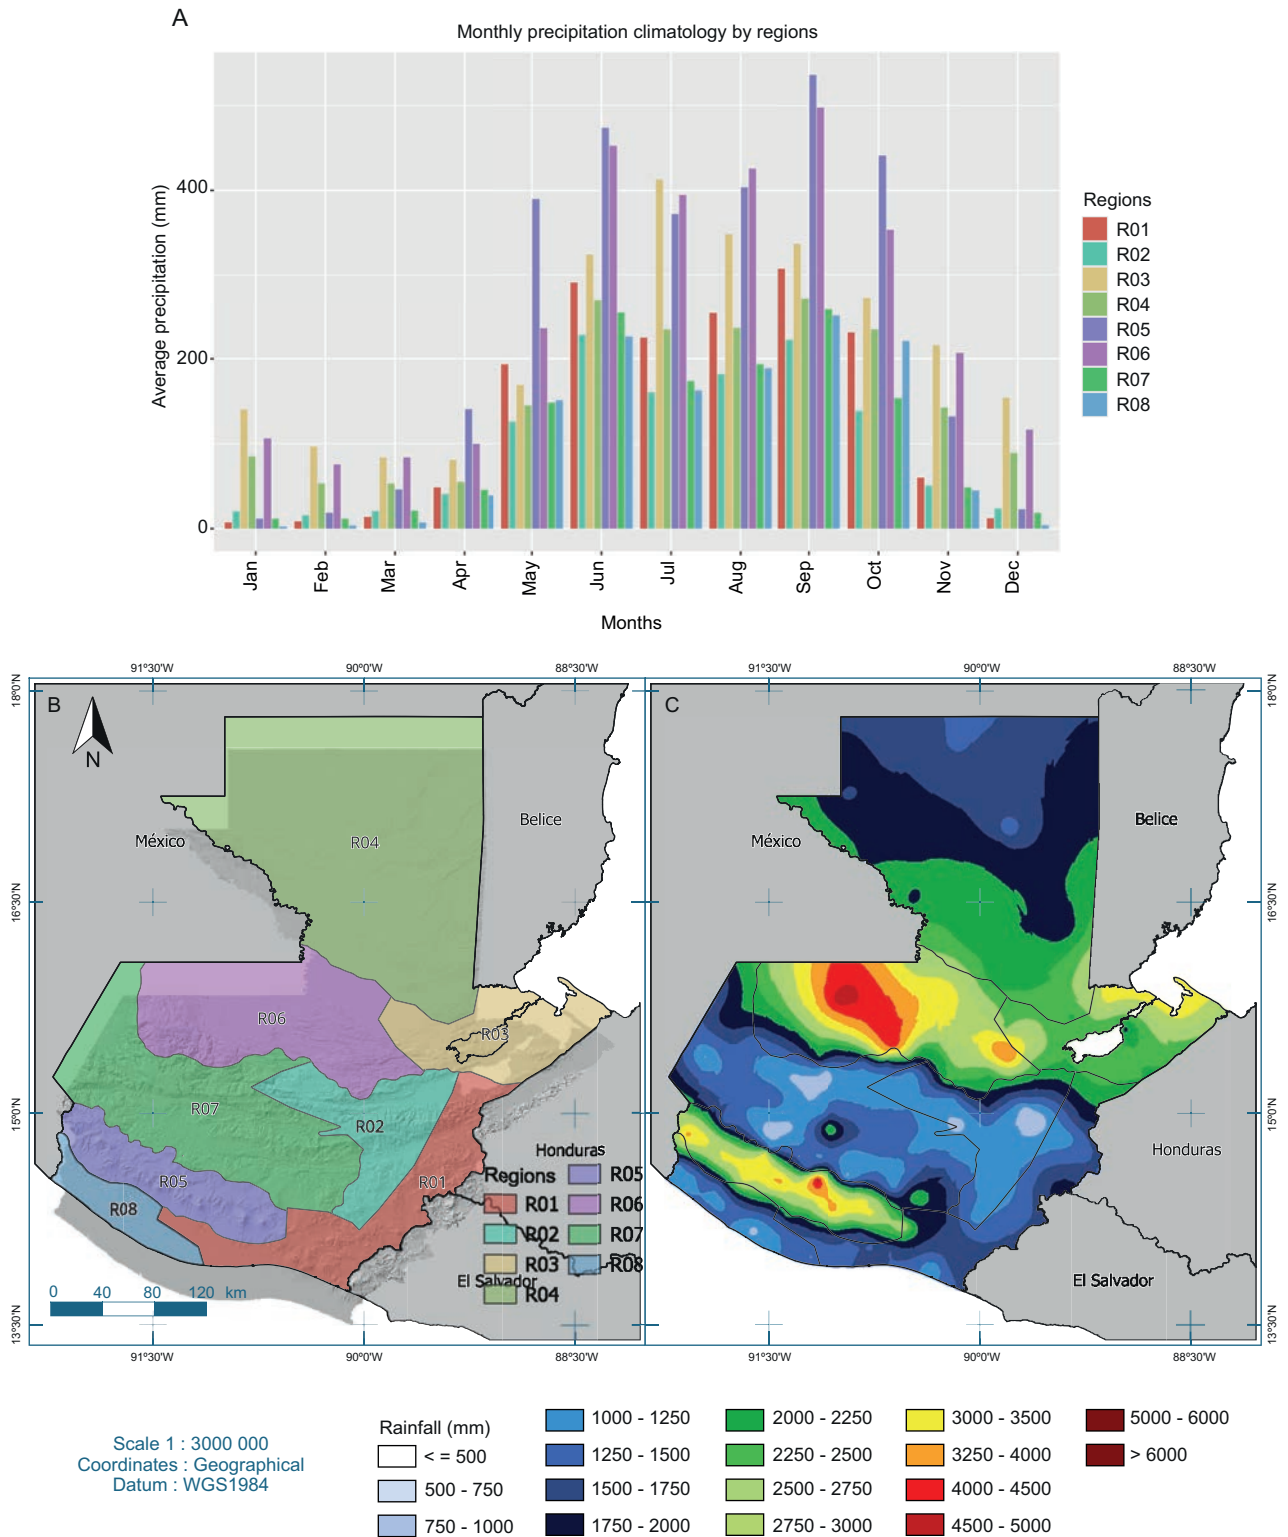 A
Monthly precipitation climatology by regions
Average precipitation (mm)
400
200
0
Jan
Feb
Mar
Apr
May
Jun
Jul
Aug
Sep
Oct
Nov
Dec
Months
Regions
R01
R02
R03
R04
R05
R06
R07
R08
91°30'W
90°0'W
88°30'W
91°30'W
90°0'W
88°30'W
18°0'N
16°30'N
15°0'N
13°30'N
B
N
México
Belice
R04
R06
R03
R07
R02
R05
R01
R08
Honduras
El Salvador
Regions
R01
R02
R03
R04
R05
R06
R07
R08
0 40 80 120 km
C
México
Belice
Honduras
El Salvador
18°0'N
16°30'N
15°0'N
13°30'N
91°30'W
90°0'W
88°30'W
91°30'W
90°0'W
88°30'W
Scale 1 : 3000 000
Coordinates : Geographical
Datum : WGS1984
Rainfall (mm)
< = 500
500 - 750
750 - 1000
1000 - 1250
1250 - 1500
1500 - 1750
1750 - 2000
2000 - 2250
2250 - 2500
2500 - 2750
2750 - 3000
3000 - 3500
3250 - 4000
4000 - 4500
4500 - 5000
5000 - 6000
> 6000